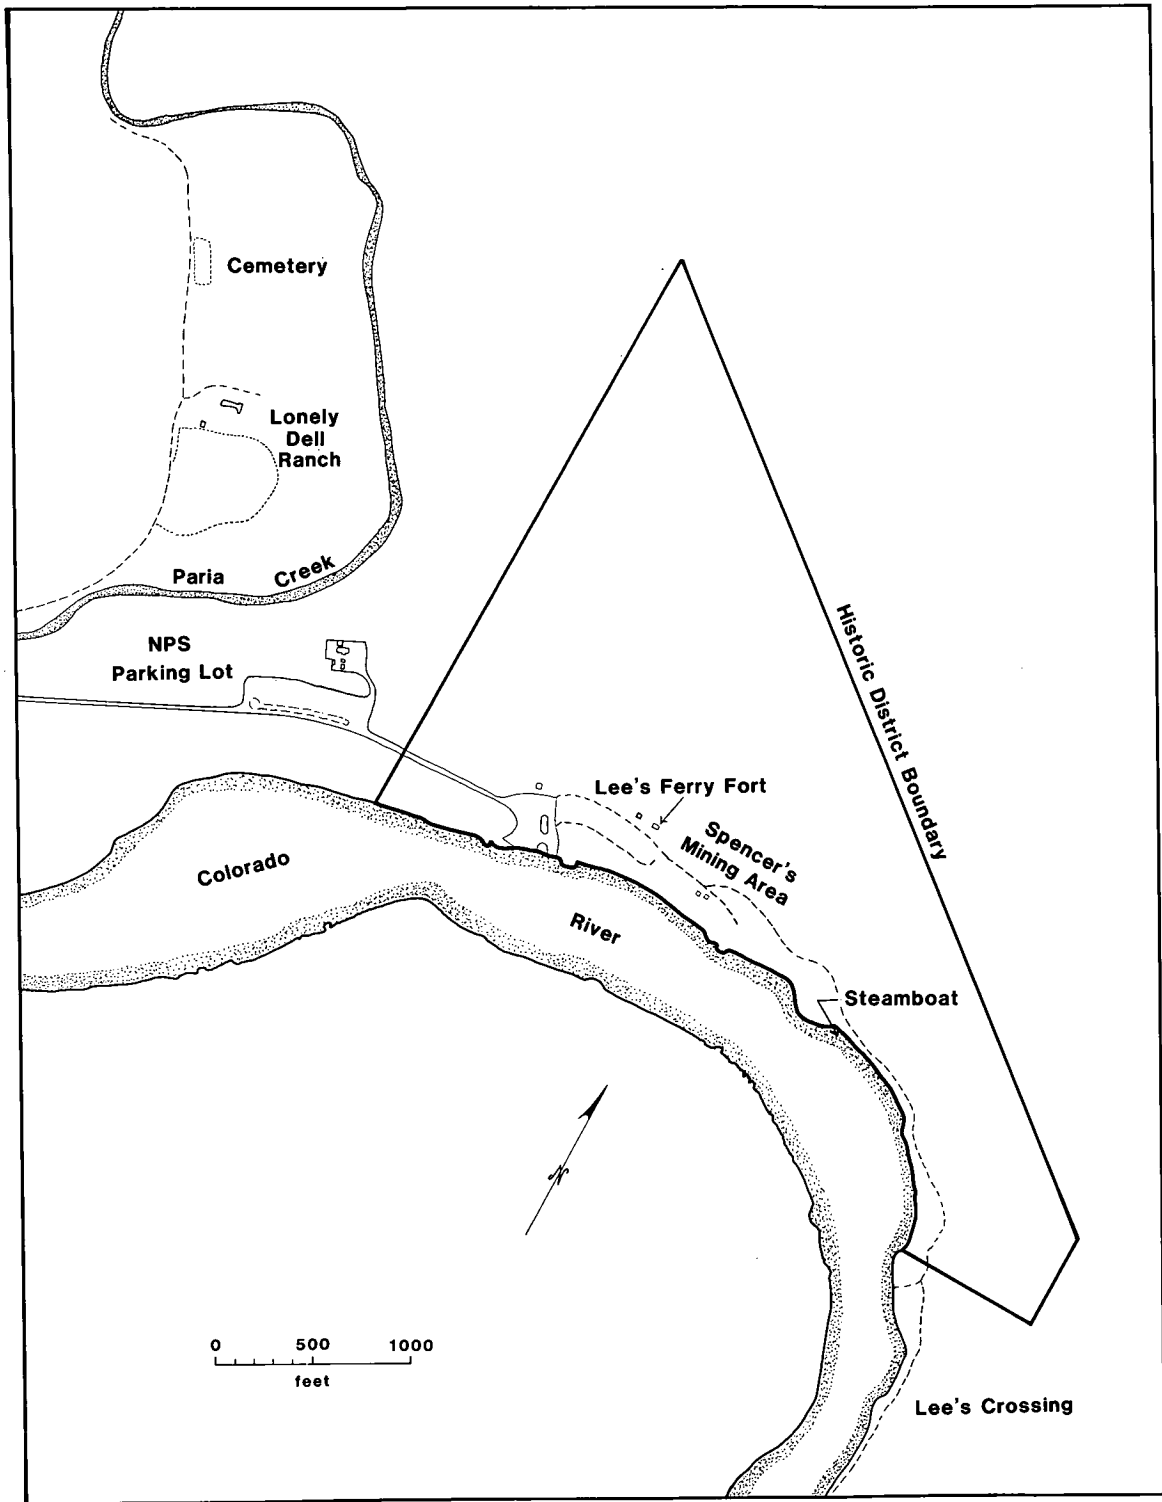 Cemetery
Lonely
Dell
Ranch
Paria Creek
NPS
Parking Lot
Historic District Boundary
Lee's Ferry Fort
Spencer's
Mining Area
Colorado
River
Steamboat
N
0 500 1000
feet
Lee's Crossing